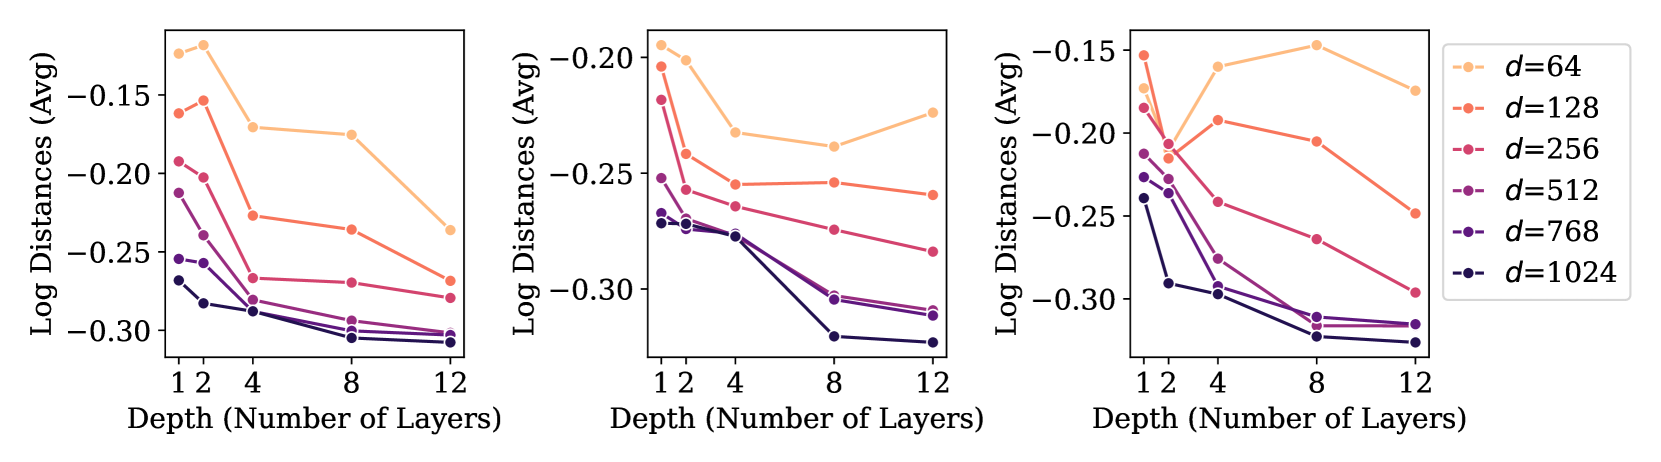 Log Distances (Avg)
−0.15
−0.20
−0.25
−0.30
1 2 4 8 12
Depth (Number of Layers)
Log Distances (Avg)
−0.20
−0.25
−0.30
1 2 4 8 12
Depth (Number of Layers)
Log Distances (Avg)
−0.15
−0.20
−0.25
−0.30
1 2 4 8 12
Depth (Number of Layers)
d=64
d=128
d=256
d=512
d=768
d=1024